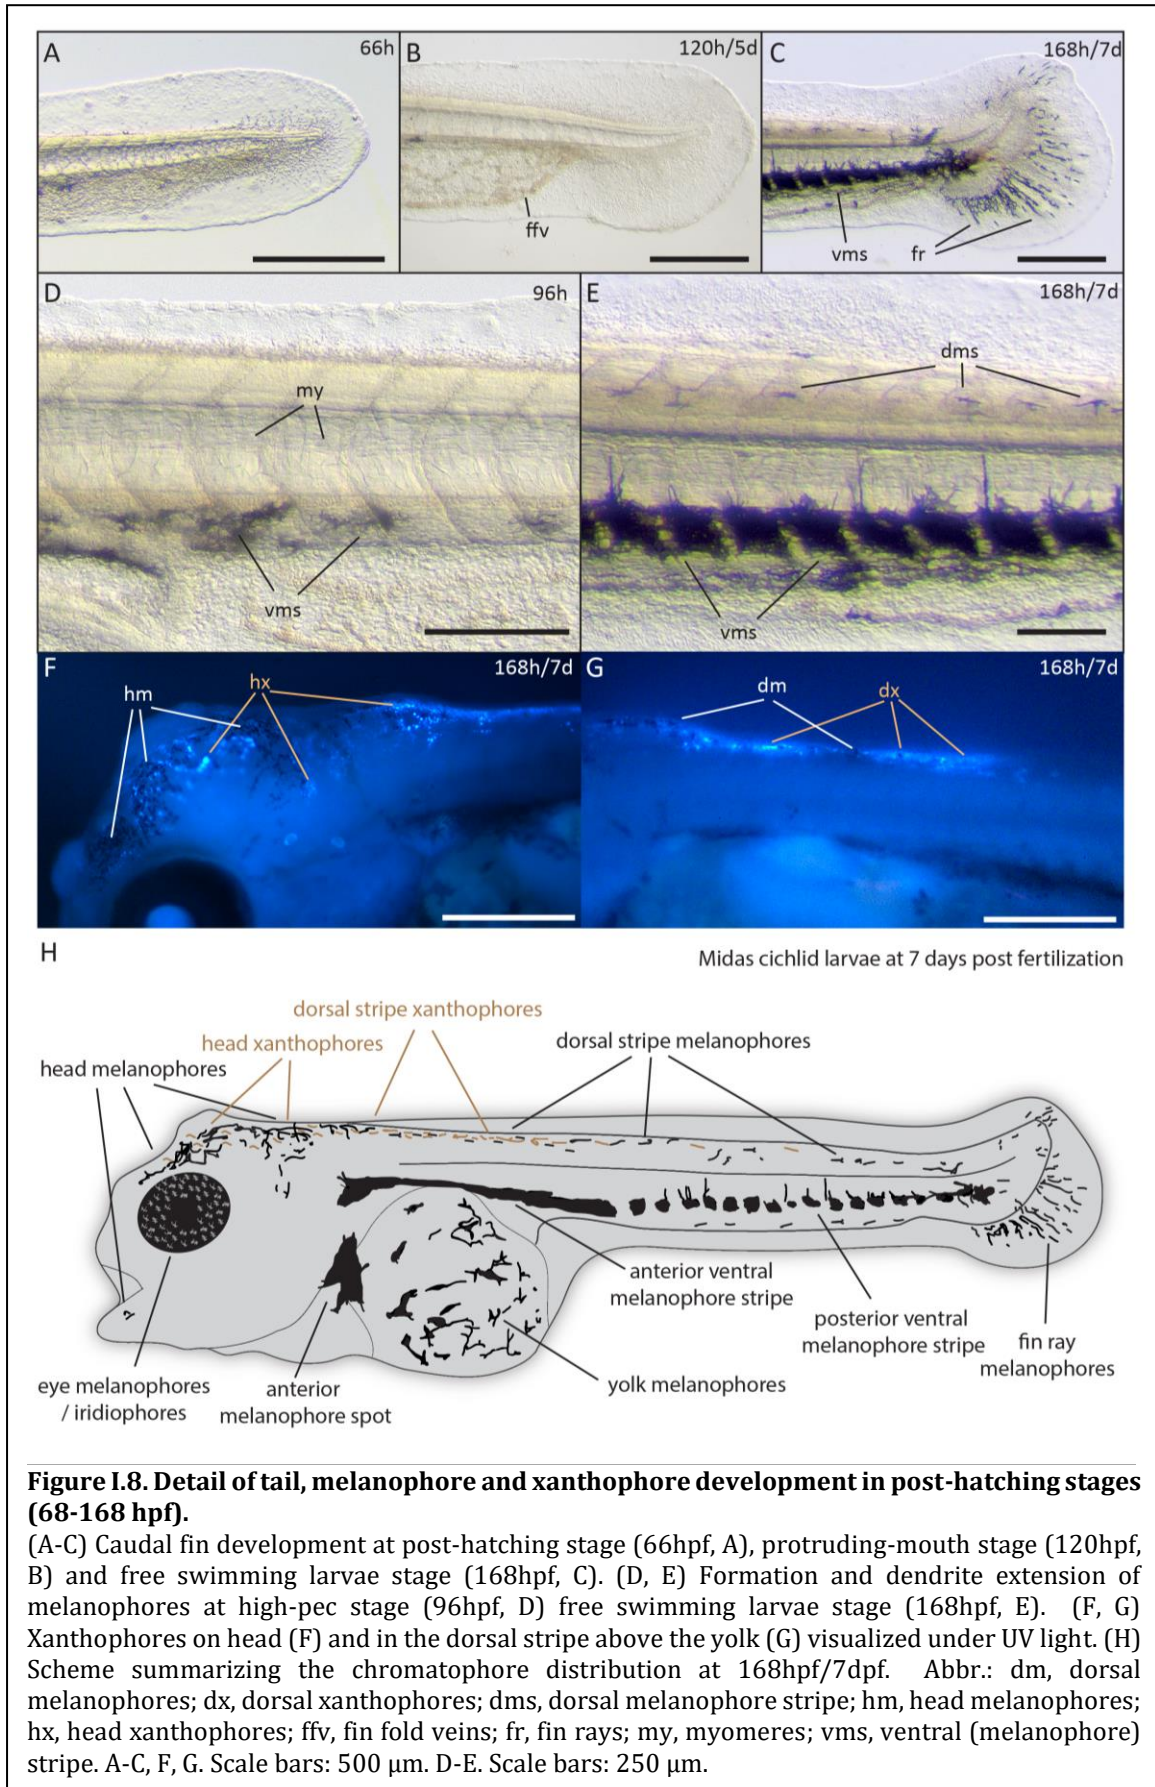 A
66h
B
120h/5d
ffv
C
168h/7d
vms
fr
D
96h
my
vms
E
168h/7d
dms
vms
F
168h/7d
hm
hx
G
168h/7d
dm
dx
H
Midas cichlid larvae at 7 days post fertilization
dorsal stripe xanthophores
head xanthophores
dorsal stripe melanophores
head melanophores
anterior ventral
melanophore stripe
posterior ventral
melanophore stripe
fin ray
melanophores
eye melanophores
/ iridiophores
anterior
melanophore spot
yolk melanophores
Figure I.8. Detail of tail, melanophore and xanthophore development in post-hatching stages
(68-168 hpf).
(A-C) Caudal fin development at post-hatching stage (66hpf, A), protruding-mouth stage (120hpf,
B) and free swimming larvae stage (168hpf, C). (D, E) Formation and dendrite extension of
melanophores at high-pec stage (96hpf, D) free swimming larvae stage (168hpf, E). (F, G)
Xanthophores on head (F) and in the dorsal stripe above the yolk (G) visualized under UV light. (H)
Scheme summarizing the chromatophore distribution at 168hpf/7dpf. Abbr.: dm, dorsal
melanophores; dx, dorsal xanthophores; dms, dorsal melanophore stripe; hm, head melanophores;
hx, head xanthophores; ffv, fin fold veins; fr, fin rays; my, myomeres; vms, ventral (melanophore)
stripe. A-C, F, G. Scale bars: 500 µm. D-E. Scale bars: 250 µm.